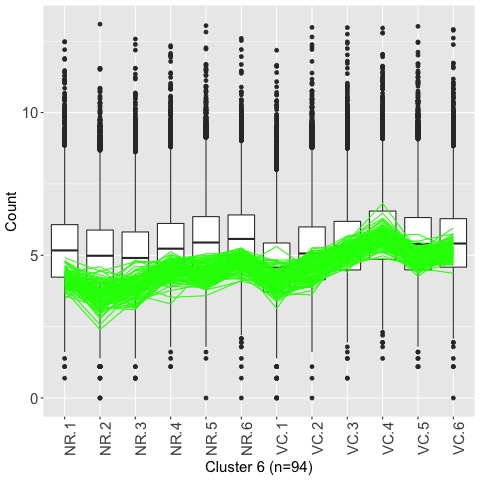 10
5
0
Count
NR.1
NR.2
NR.3
NR.4
NR.5
NR.6
VC.1
VC.2
VC.3
VC.4
VC.5
VC.6
Cluster 6 (n=94)